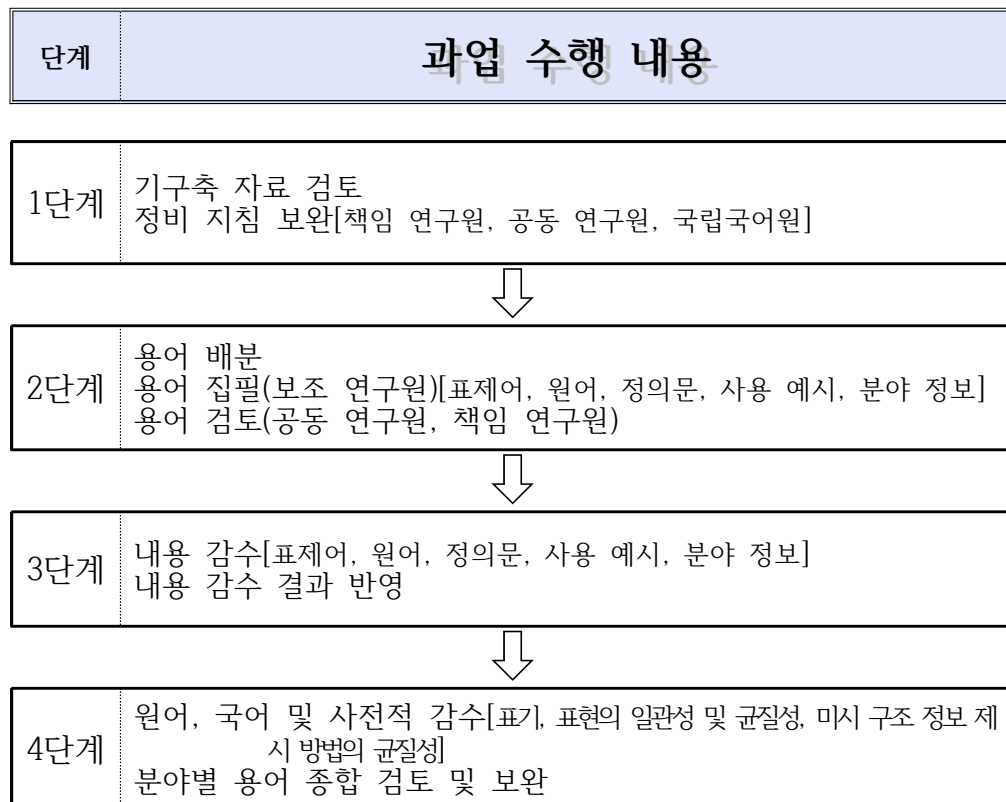 단계
과업 수행 내용
1단계
기구축 자료 검토
정비 지침 보완[책임 연구원, 공동 연구원, 국립국어원]
2단계
용어 배분
용어 집필(보조 연구원)[표제어, 원어, 정의문, 사용 예시, 분야 정보]
용어 검토(공동 연구원, 책임 연구원)
3단계
내용 감수[표제어, 원어, 정의문, 사용 예시, 분야 정보]
내용 감수 결과 반영
4단계
원어, 국어 및 사전적 감수[표기, 표현의 일관성 및 균질성, 미시 구조 정보 제
시 방법의 균질성]
분야별 용어 종합 검토 및 보완